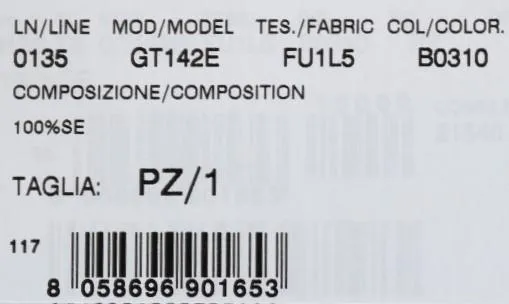 LN/LINE MOD/MODEL TES./FABRIC COL/COLOR.
0135 GT142E FU1L5 B0310
COMPOSIZIONE/COMPOSITION
100%SE
TAGLIA: PZ/1
117
8 058696 901653